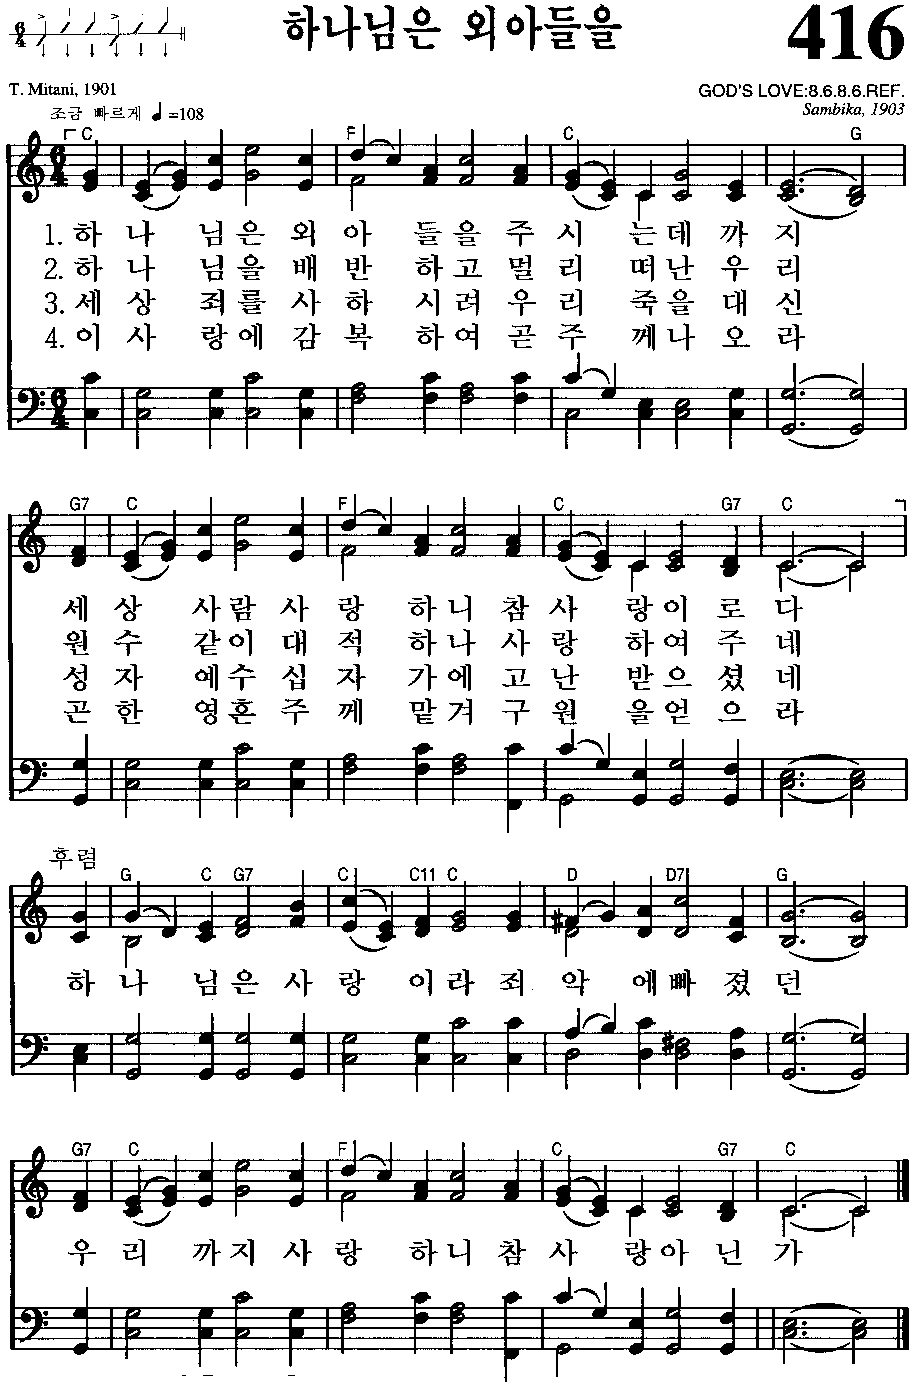 하나님은 외아들을 416
T. Mitani, 1901 GOD'S LOVE:8.6.8.6.REF.
조금 빠르게 ♩=108 Sambika, 1903
C F C G
1. 하 나 님은 외 아 들을 주 시 는데 까 지
2. 하 나 님을 배 반 하고 멀 리 떠난 우 리
3. 세 상 죄를 사 하 시려 우 리 죽을 대 신
4. 이 사 랑에 감 복 하여 곧 주 께나 오 라
G7 C F C G7 C
세 상 사람 사 랑 하니 참 사 랑이 로 다
원 수 같이 대 적 하나 사 랑 하여 주 네
성 자 예수 십 자 가에 고 난 받으 셨 네
곤 한 영혼 주 께 맡겨 구 원 을얻 으 라
후렴
G C G7 C C11 C D D7 G
하 나 님은 사 랑 이라 죄 악 에빠 졌 던
G7 C F C G7 C
우 리 까지 사 랑 하니 참 사 랑아 닌 가